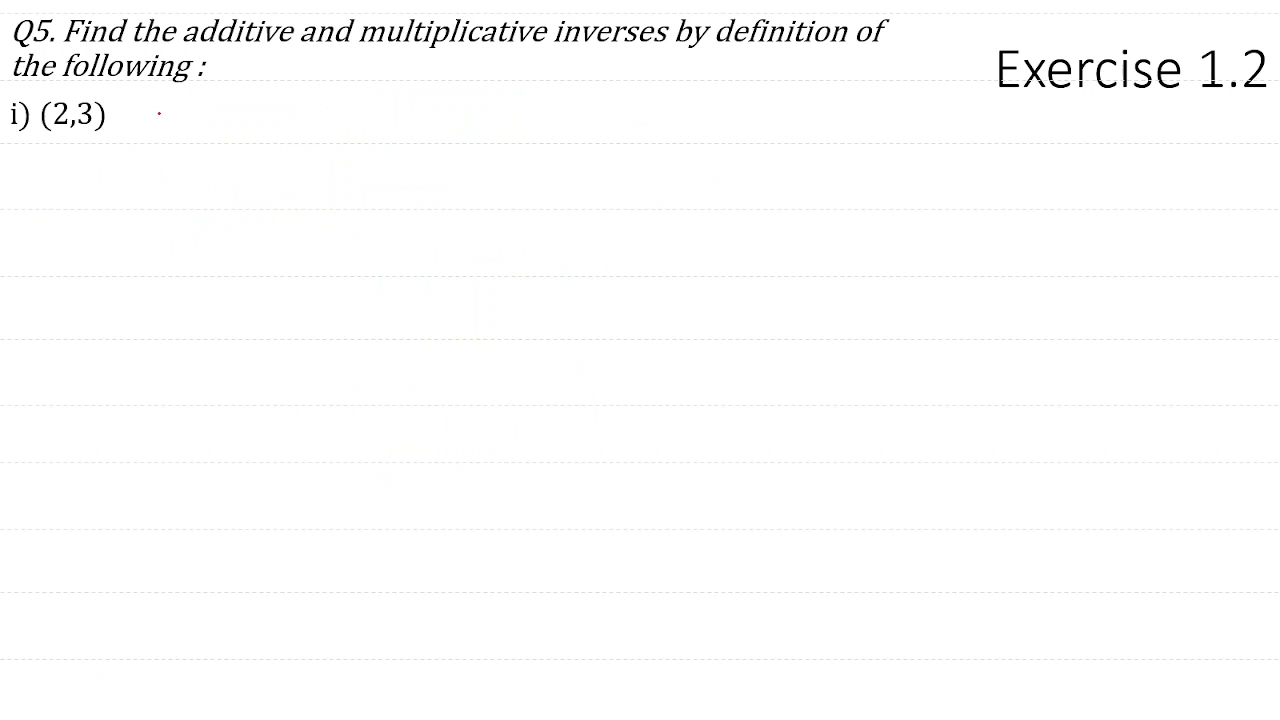 Q5. Find the additive and multiplicative inverses by definition of
the following :
Exercise 1.2
i) (2,3)